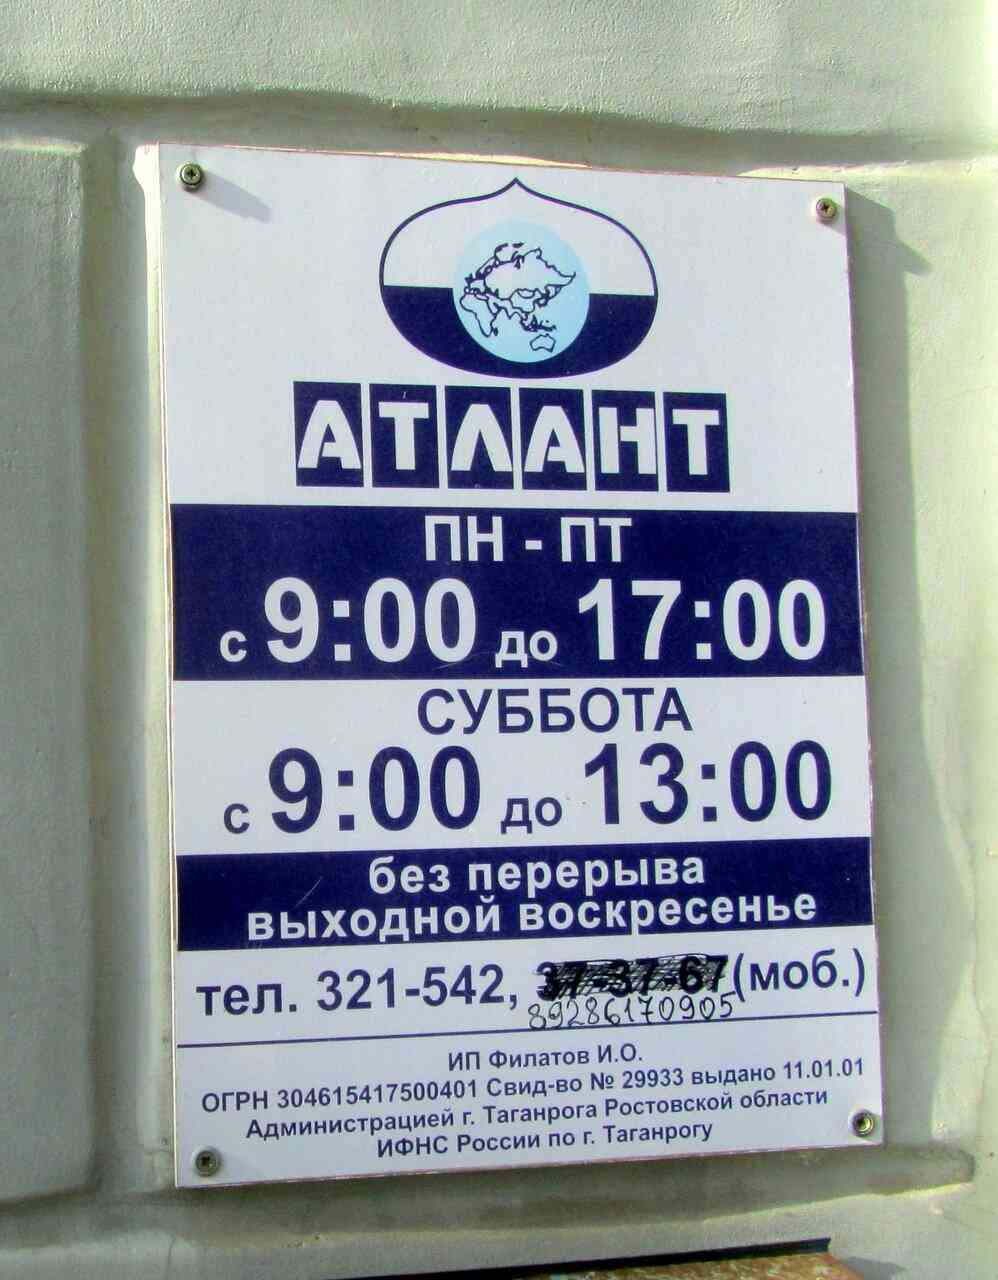 АТЛАНТ
ПН - ПТ
с 9:00 до 17:00
СУББОТА
с 9:00 до 13:00
без перерыва
выходной воскресенье
тел. 321-542, 37-37-67 (моб.)
89286170905
ИП Филатов И.О.
ОГРН 304615417500401 Свид-во № 29933 выдано 11.01.01
Администрацией г. Таганрога Ростовской области
ИФНС России по г. Таганрогу